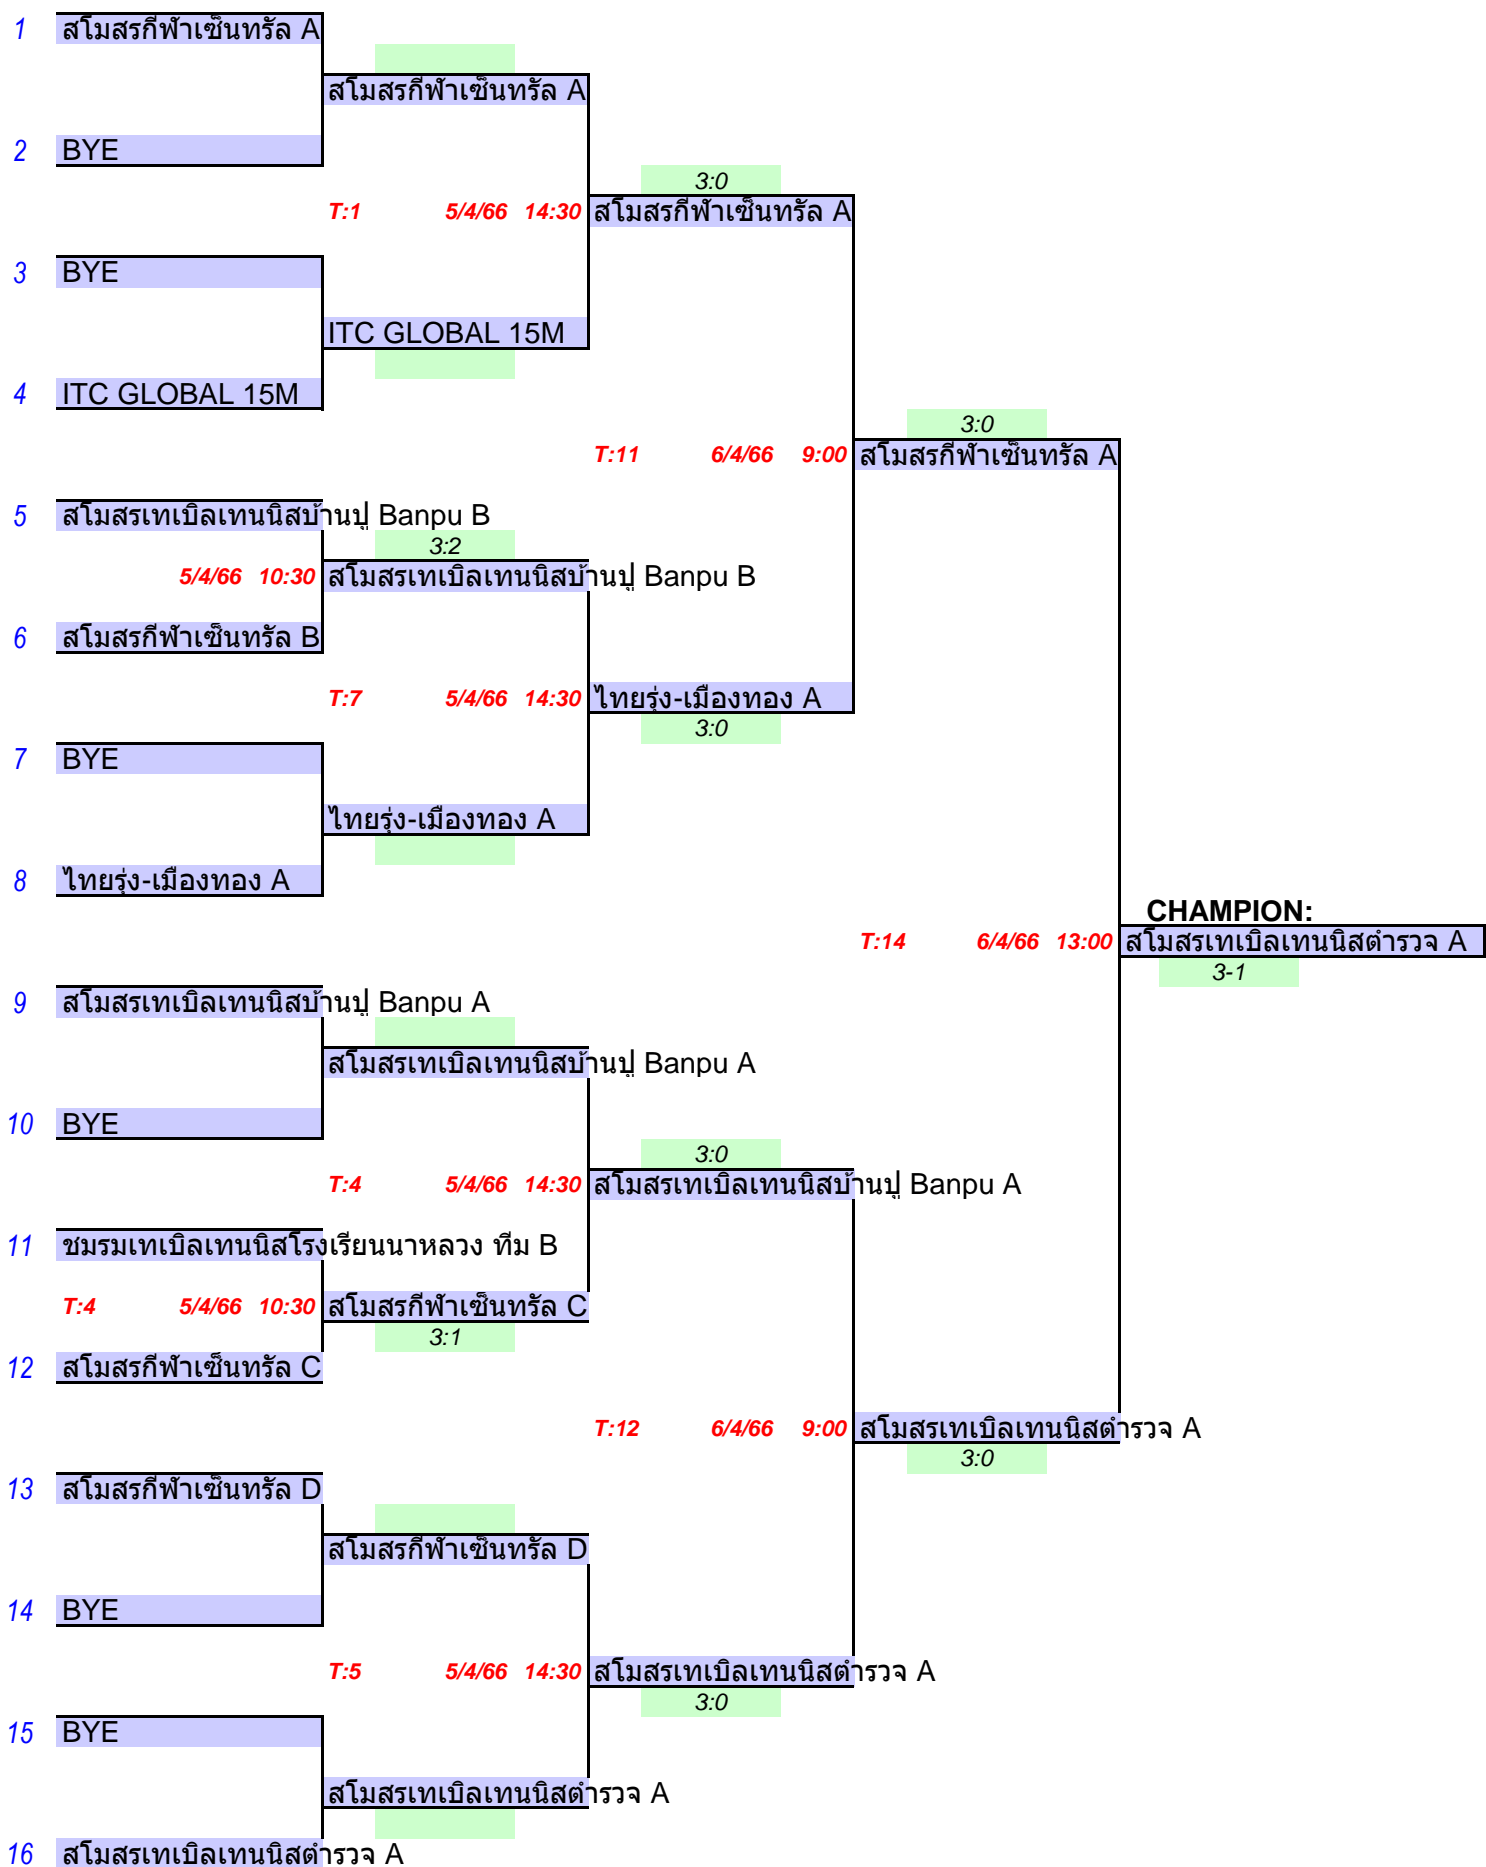 1 สโมสรกีฬาเซ็นทรัล A
สโมสรกีฬาเซ็นทรัล A
2 BYE
3:0
T:1 5/4/66 14:30 สโมสรกีฬาเซ็นทรัล A
3 BYE
ITC GLOBAL 15M
4 ITC GLOBAL 15M
3:0
T:11 6/4/66 9:00 สโมสรกีฬาเซ็นทรัล A
5 สโมสรเทเบิลเทนนิสบ้านปู Banpu B
3:2
5/4/66 10:30 สโมสรเทเบิลเทนนิสบ้านปู Banpu B
6 สโมสรกีฬาเซ็นทรัล B
T:7 5/4/66 14:30 ไทยรุ่ง-เมืองทอง A
3:0
7 BYE
ไทยรุ่ง-เมืองทอง A
8 ไทยรุ่ง-เมืองทอง A
CHAMPION:
T:14 6/4/66 13:00 สโมสรเทเบิลเทนนิสตำรวจ A
3-1
9 สโมสรเทเบิลเทนนิสบ้านปู Banpu A
สโมสรเทเบิลเทนนิสบ้านปู Banpu A
10 BYE
3:0
T:4 5/4/66 14:30 สโมสรเทเบิลเทนนิสบ้านปู Banpu A
11 ชมรมเทเบิลเทนนิสโรงเรียนนาหลวง ทีม B
T:4 5/4/66 10:30 สโมสรกีฬาเซ็นทรัล C
3:1
12 สโมสรกีฬาเซ็นทรัล C
T:12 6/4/66 9:00 สโมสรเทเบิลเทนนิสตำรวจ A
3:0
13 สโมสรกีฬาเซ็นทรัล D
สโมสรกีฬาเซ็นทรัล D
14 BYE
T:5 5/4/66 14:30 สโมสรเทเบิลเทนนิสตำรวจ A
3:0
15 BYE
สโมสรเทเบิลเทนนิสตำรวจ A
16 สโมสรเทเบิลเทนนิสตำรวจ A